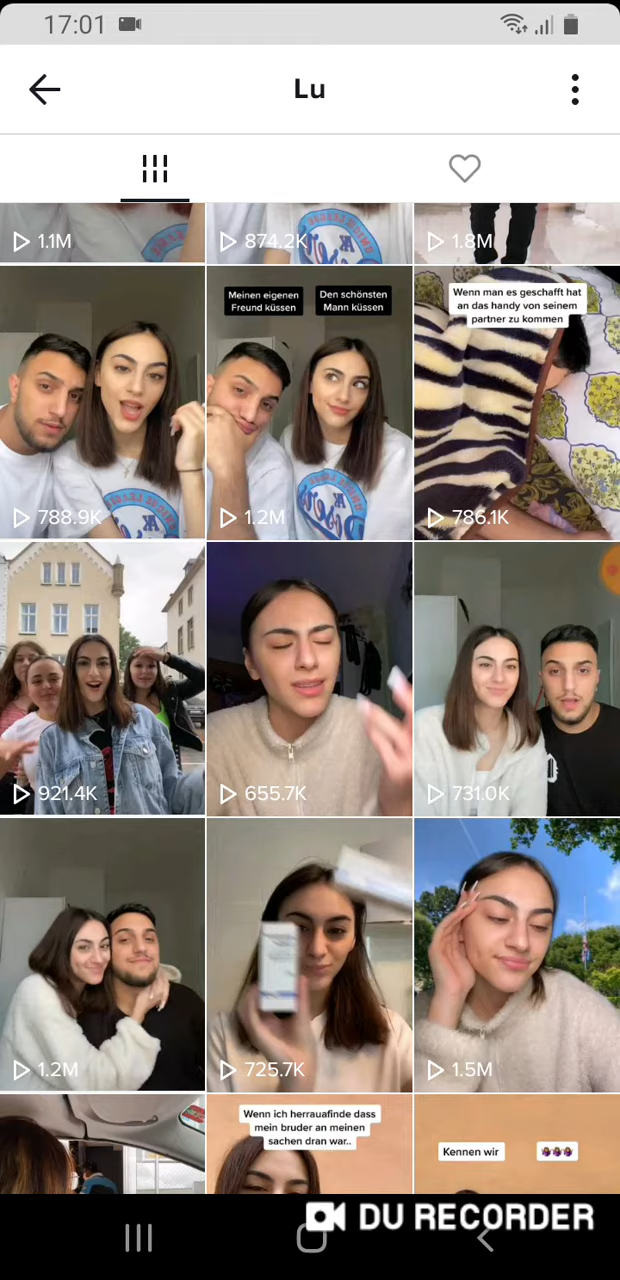 17:01
Lu
1.1M
874.2K
1.8M
788.9K
Meinen eigenen
Freund küssen
Den schönsten
Mann küssen
1.2M
Wenn man es geschafft hat
an das handy von seinem
partner zu kommen
786.1K
921.4K
655.7K
731.0K
1.2M
725.7K
1.5M
Wenn ich herrauafinde dass
mein bruder an meinen
sachen dran war..
Kennen wir
DU RECORDER